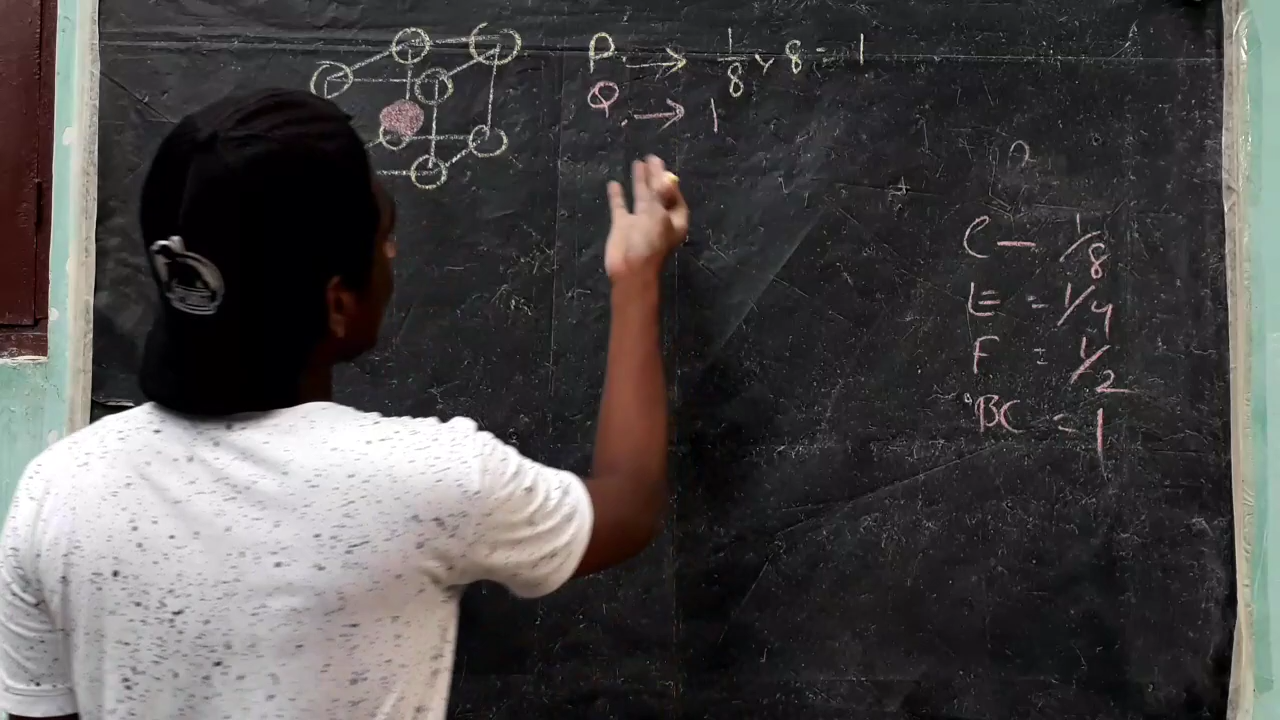 P → 1/8 × 8 = 1
Q → 1
C — 1/8
E = 1/4
F = 1/2
BC = 1